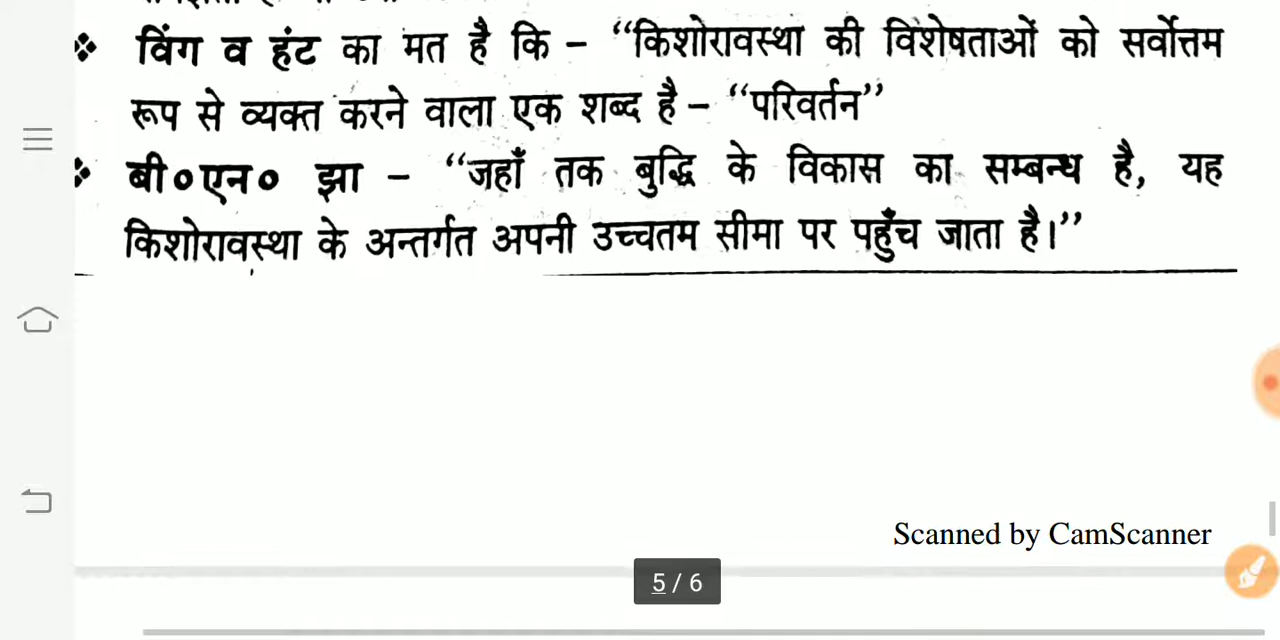 ❖ विंग व हंट का मत है कि – “किशोरावस्था की विशेषताओं को सर्वोत्तम
रूप से व्यक्त करने वाला एक शब्द है – “परिवर्तन”
❖ बी०एन० झा – “जहाँ तक बुद्धि के विकास का सम्बन्ध है, यह
किशोरावस्था के अन्तर्गत अपनी उच्चतम सीमा पर पहुँच जाता है।”
Scanned by CamScanner
5 / 6